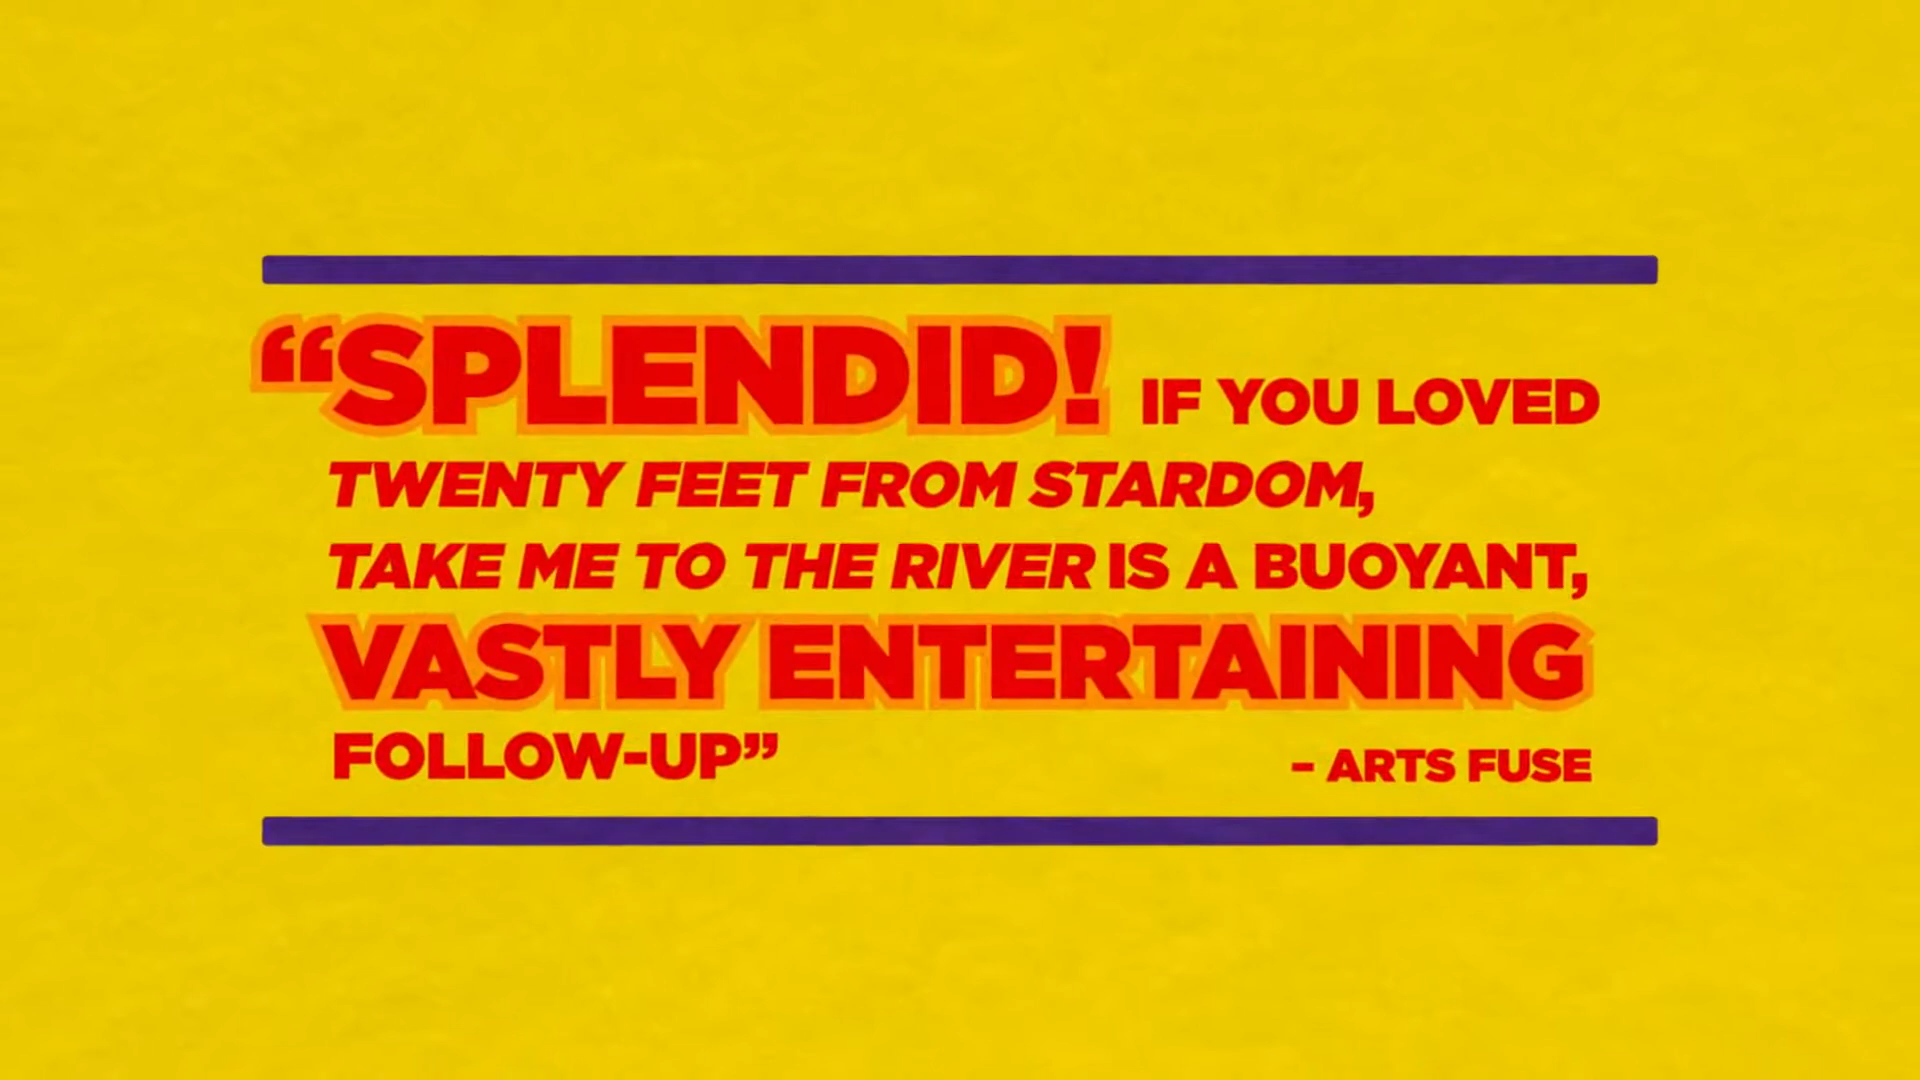 “SPLENDID! IF YOU LOVED
TWENTY FEET FROM STARDOM,
TAKE ME TO THE RIVER IS A BUOYANT,
VASTLY ENTERTAINING
FOLLOW-UP”
- ARTS FUSE